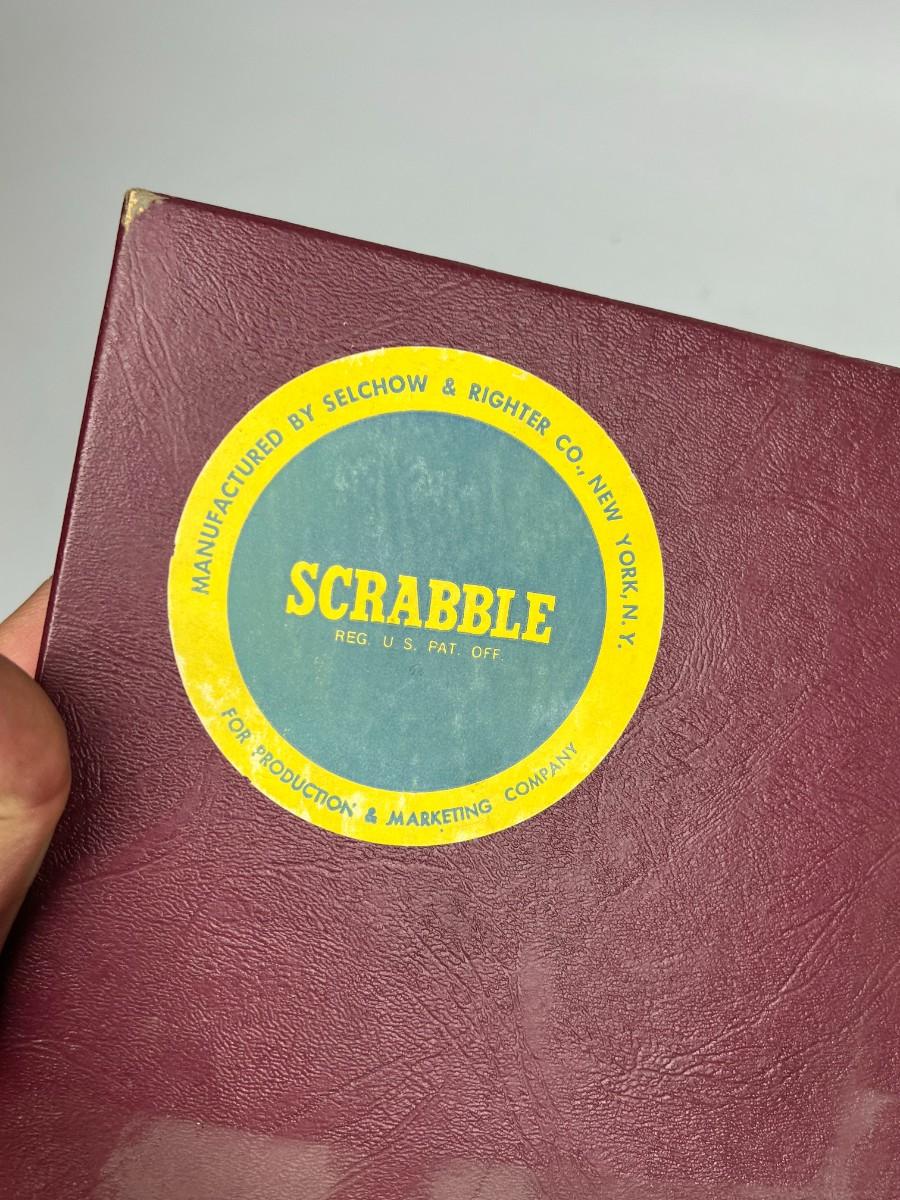 MANUFACTURED BY SELCHOW & RIGHTER CO., NEW YORK, N.Y.
SCRABBLE
REG. U.S. PAT. OFF.
FOR PRODUCTION & MARKETING COMPANY